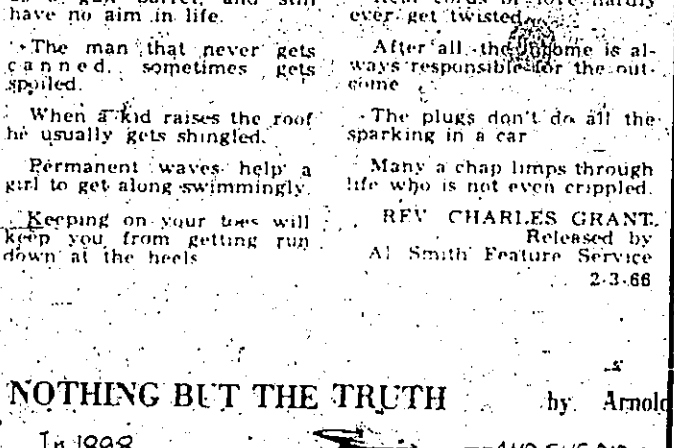 have no aim in life.
The man that never gets
canned, sometimes gets
spoiled.
When a kid raises the roof
he usually gets shingled.
Permanent waves help a
girl to get along swimmingly.
Keeping on your toes will
keep you from getting run
down at the heels
ever get twisted.
After all the income is al-
ways responsible for the out-
come
The plugs don't do all the
sparking in a car
Many a chap limps through
life who is not even crippled.
REV CHARLES GRANT.
Released by
Al Smith Feature Service
2-3-66
NOTHING BUT THE TRUTH by Arnold
In 1898